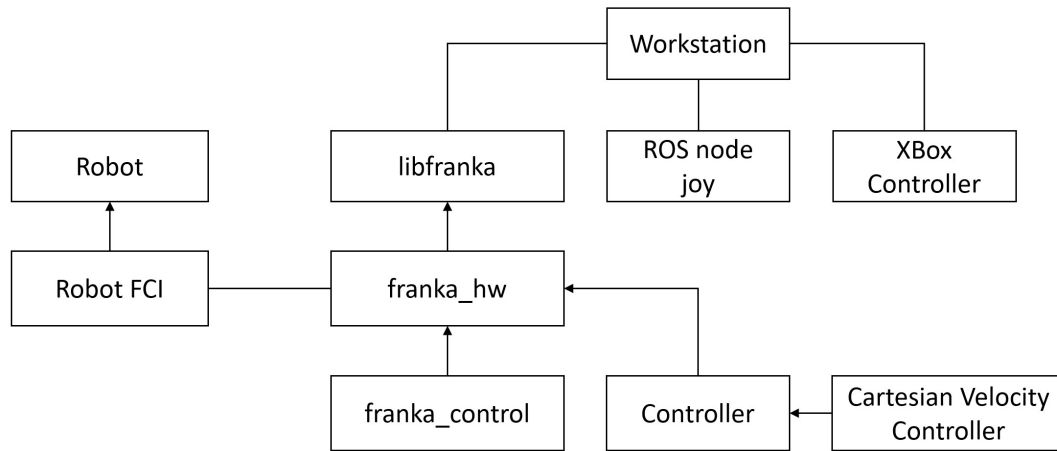 Workstation
Robot
libfranka
ROS node
joy
XBox
Controller
Robot FCI
franka_hw
franka_control
Controller
Cartesian Velocity
Controller